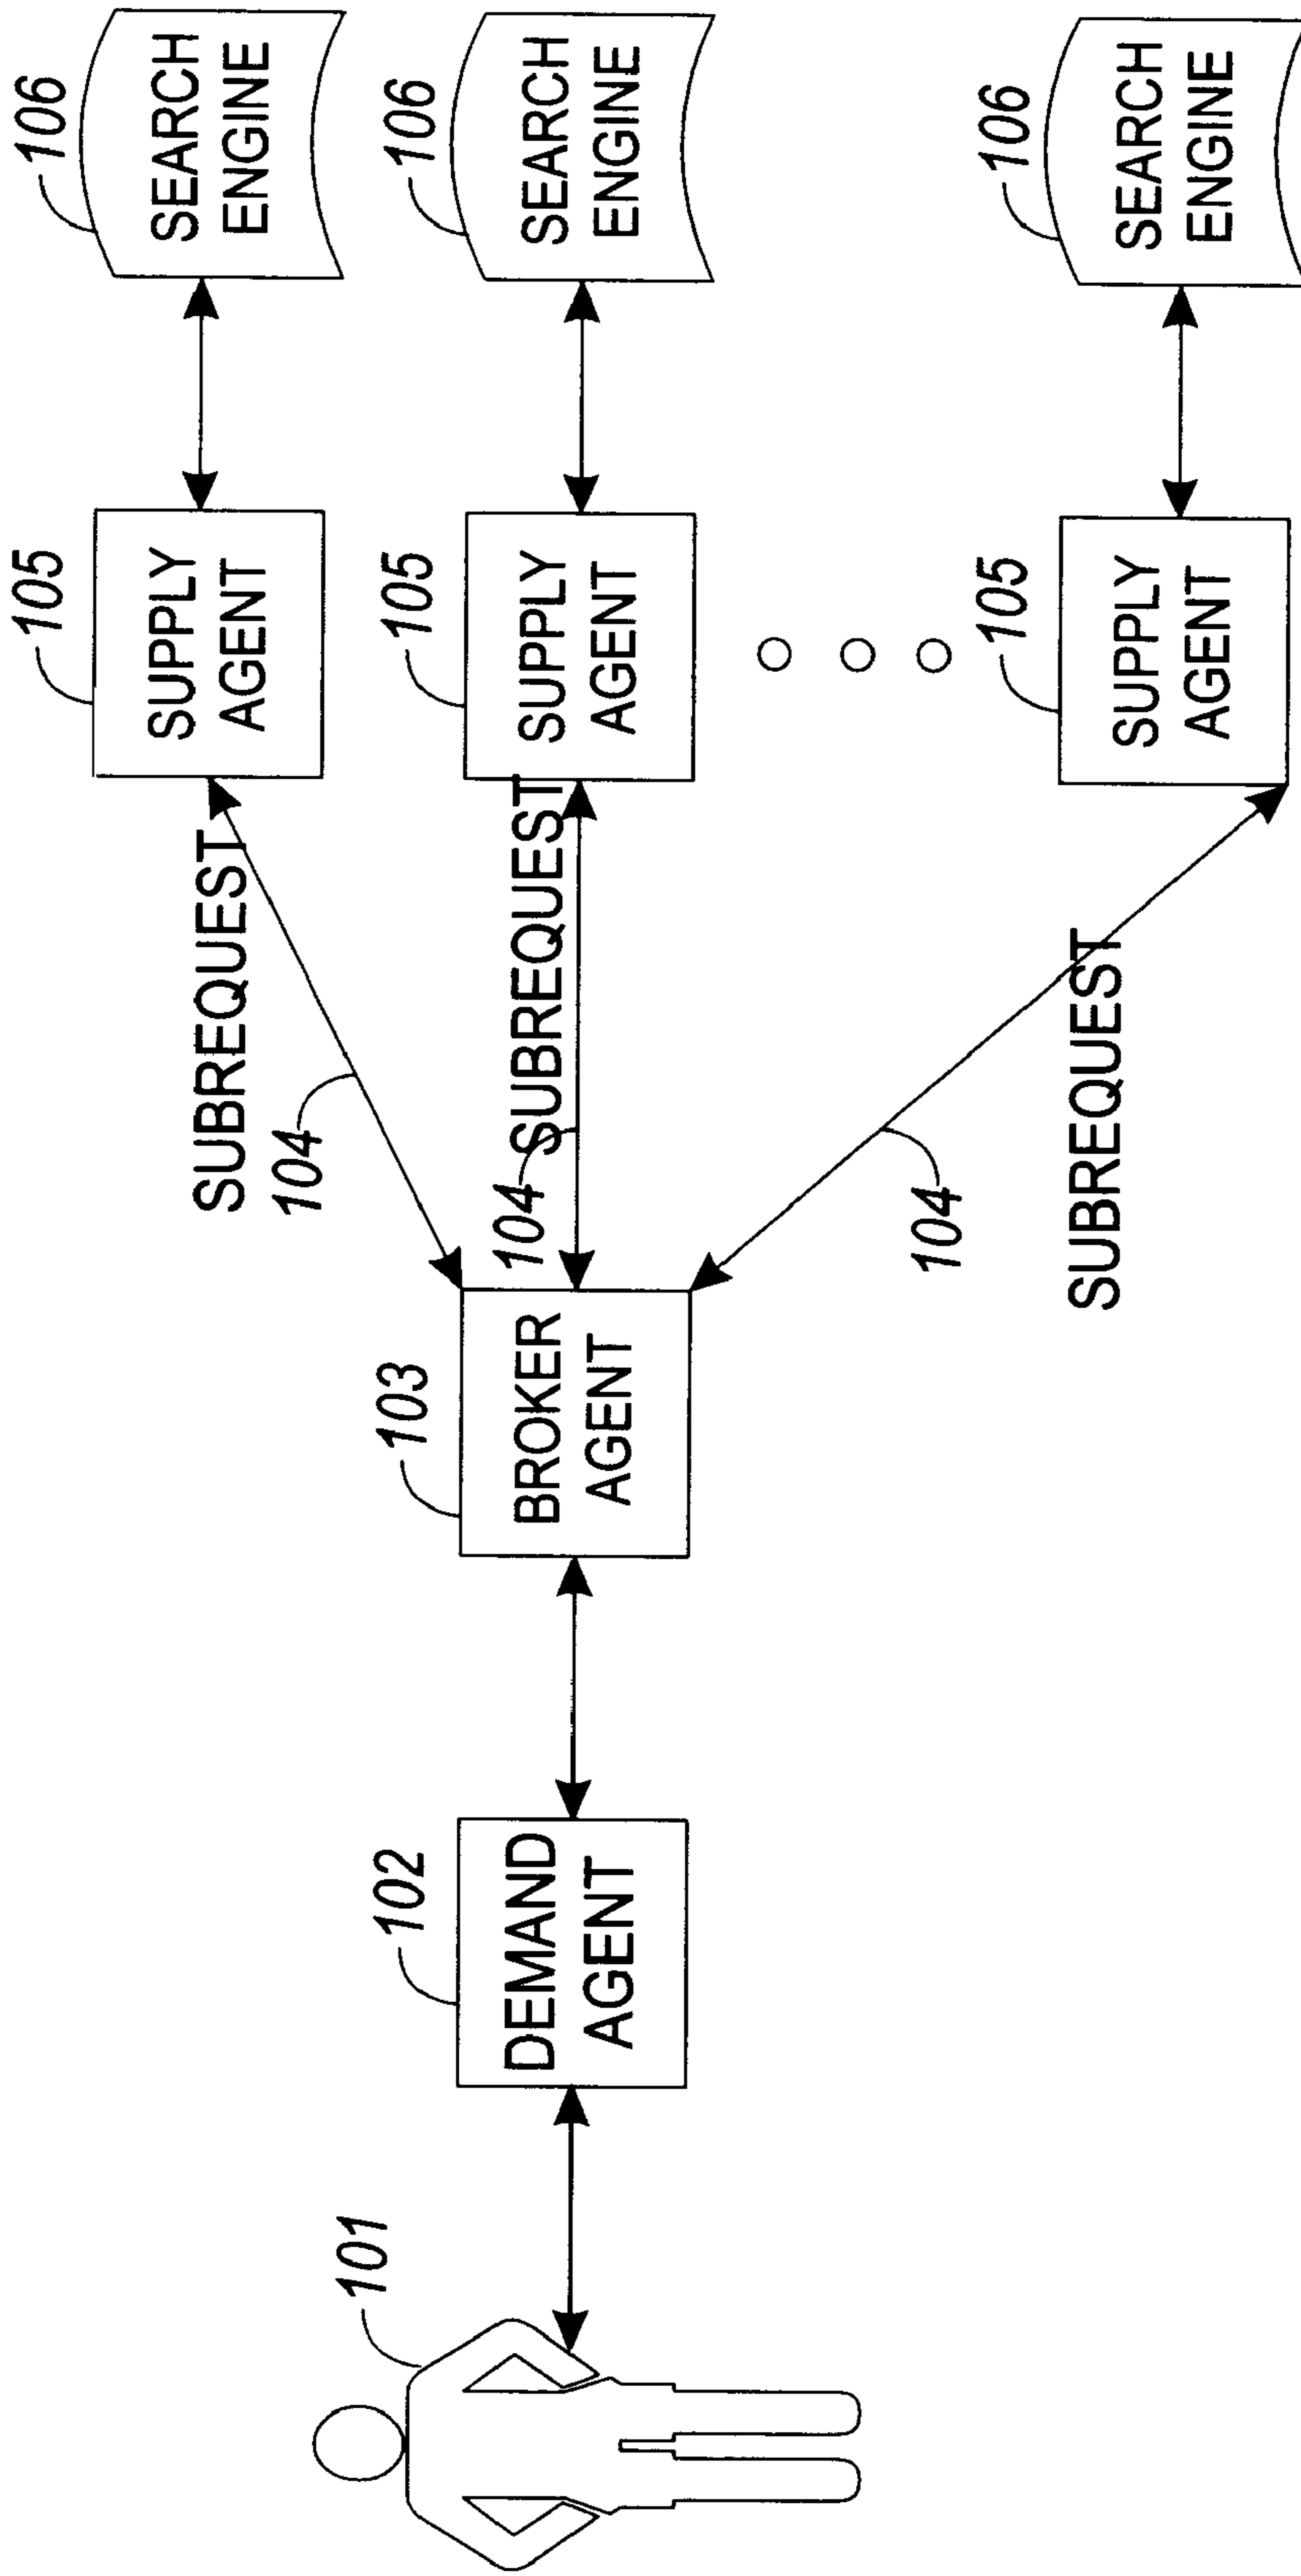 101
102
DEMAND
AGENT
103
BROKER
AGENT
SUBREQUEST
104
SUBREQUEST
104
SUBREQUEST
104
105
SUPPLY
AGENT
105
SUPPLY
AGENT
105
SUPPLY
AGENT
106
SEARCH
ENGINE
106
SEARCH
ENGINE
106
SEARCH
ENGINE